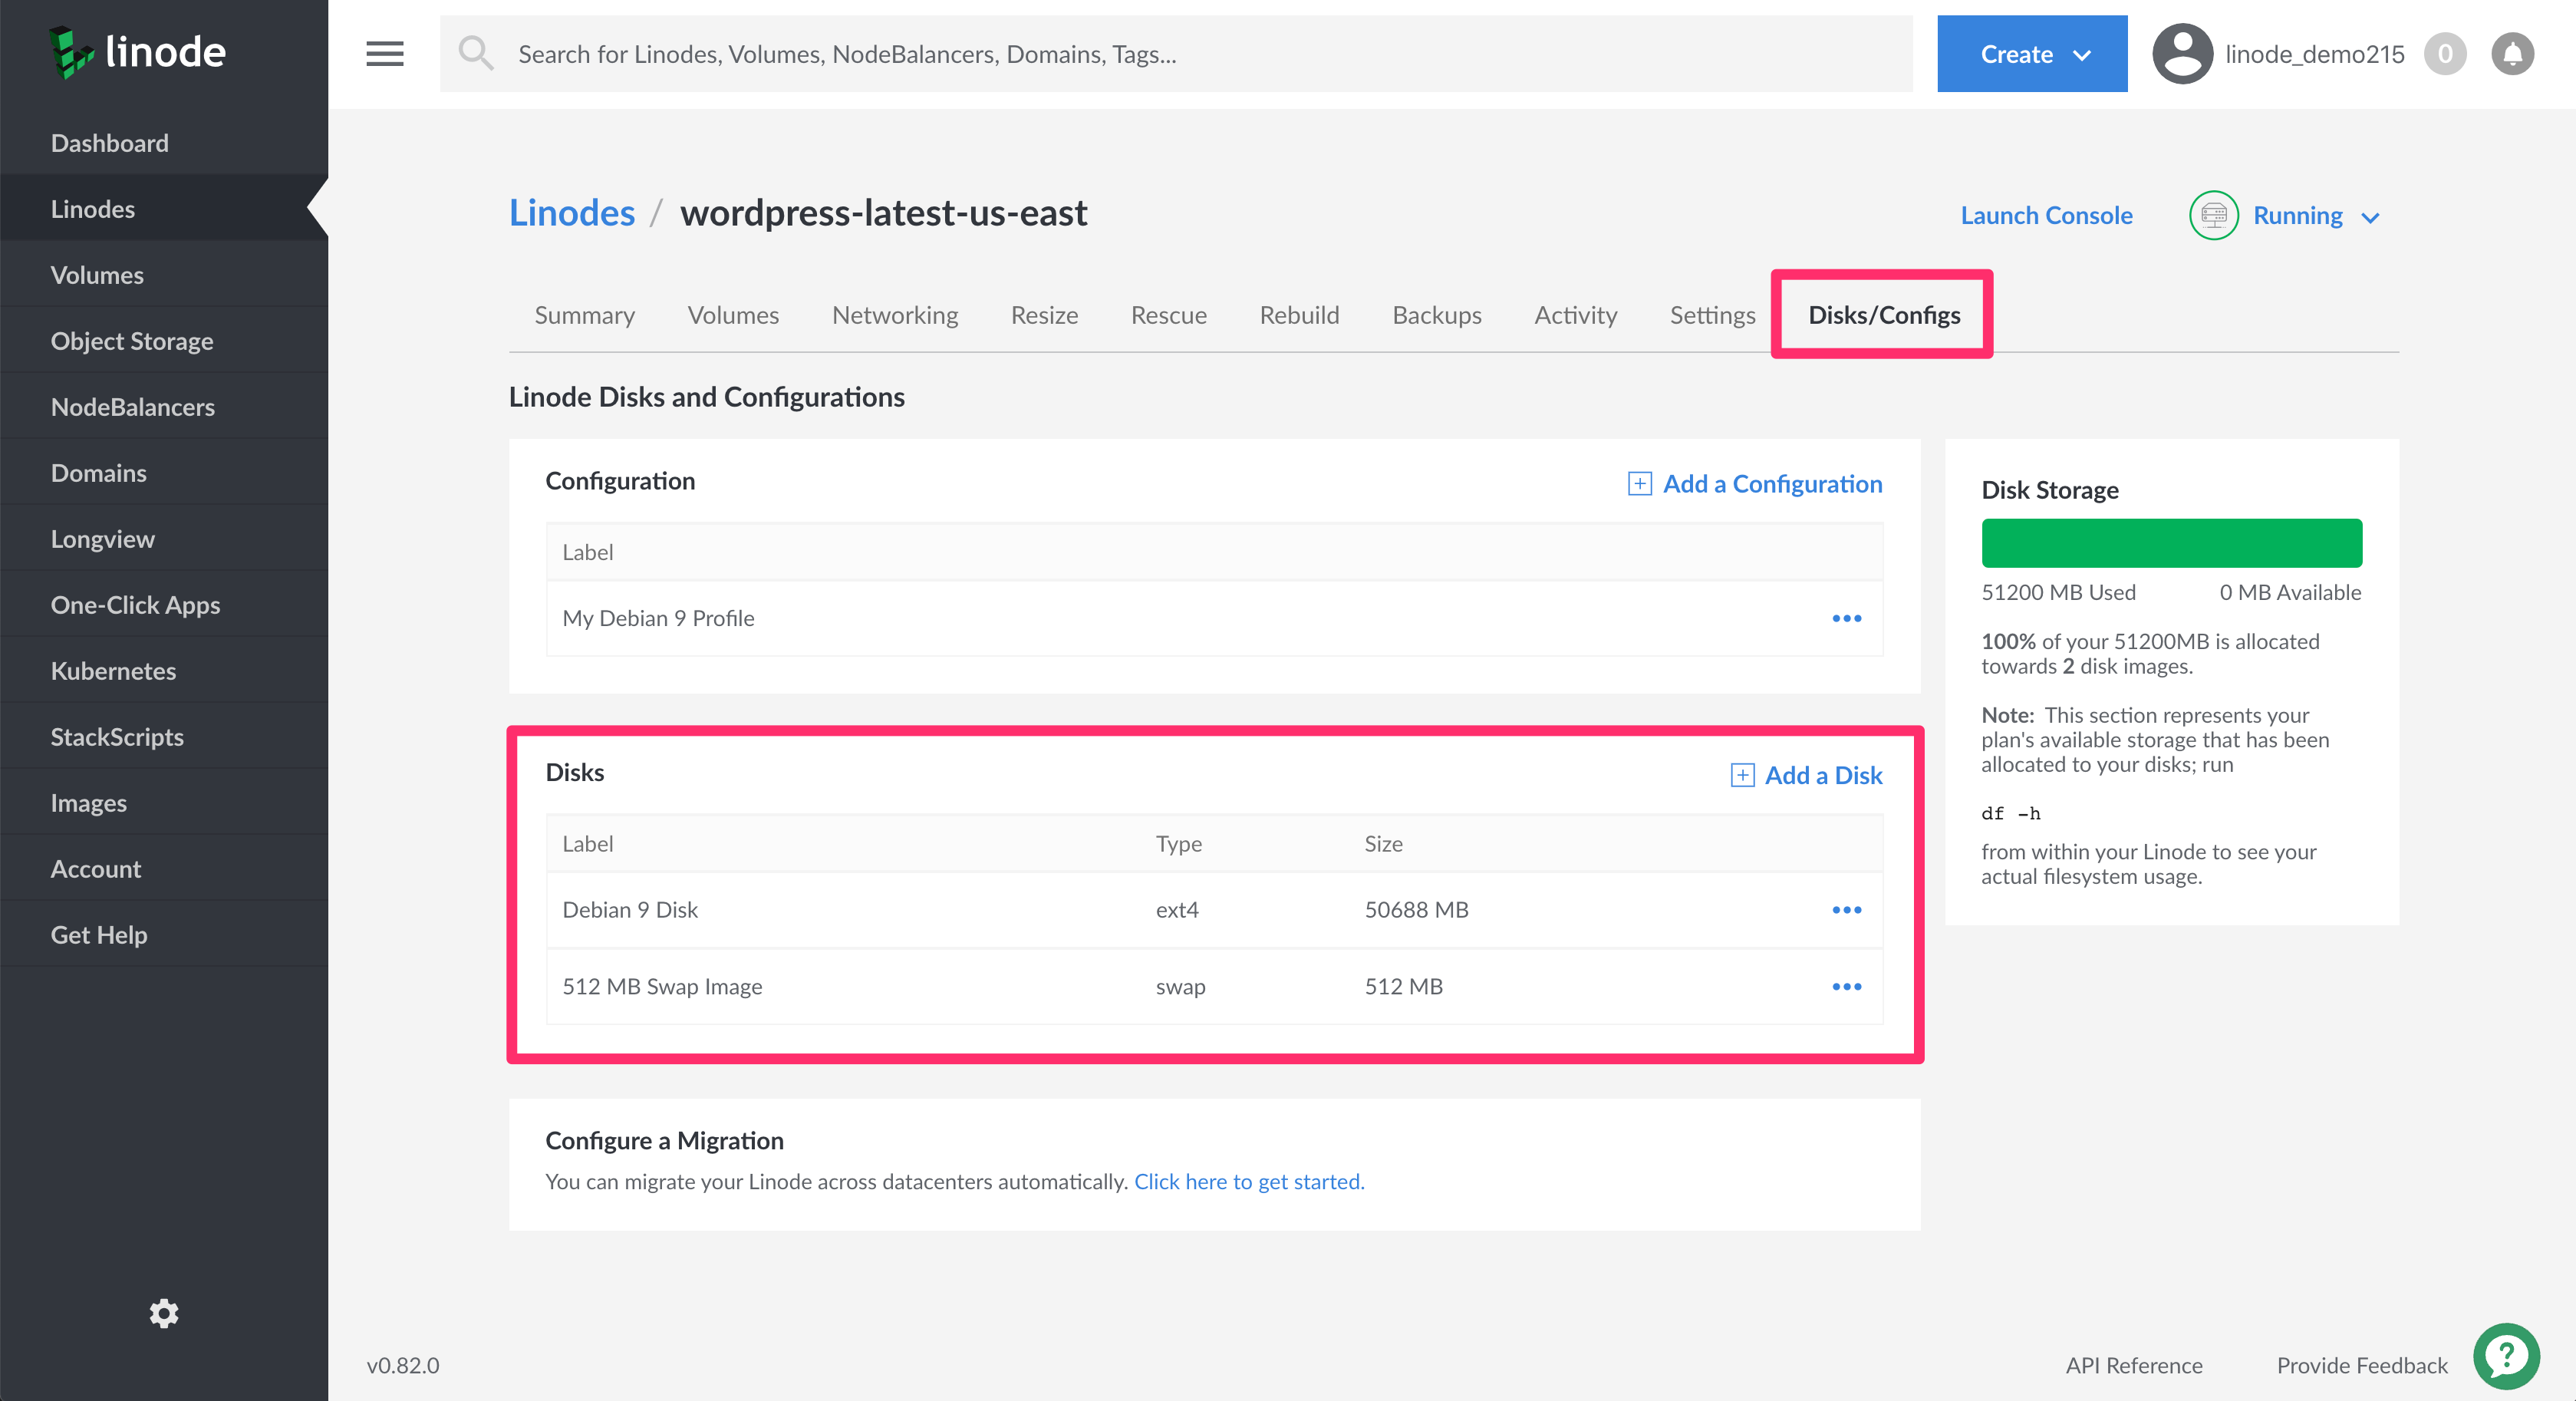 linode
Search for Linodes, Volumes, NodeBalancers, Domains, Tags...
Create
linode_demo215
0
Dashboard
Linodes
Volumes
Object Storage
NodeBalancers
Domains
Longview
One-Click Apps
Kubernetes
StackScripts
Images
Account
Get Help
Linodes / wordpress-latest-us-east
Launch Console
Running
Summary
Volumes
Networking
Resize
Rescue
Rebuild
Backups
Activity
Settings
Disks/Configs
Linode Disks and Configurations
Configuration
Add a Configuration
Label
My Debian 9 Profile
Disks
Add a Disk
Label Type Size
Debian 9 Disk ext4 50688 MB
512 MB Swap Image swap 512 MB
Configure a Migration
You can migrate your Linode across datacenters automatically. Click here to get started.
Disk Storage
51200 MB Used 0 MB Available
100% of your 51200MB is allocated
towards 2 disk images.
Note: This section represents your
plan's available storage that has been
allocated to your disks; run
df -h
from within your Linode to see your
actual filesystem usage.
v0.82.0
API Reference
Provide Feedback
?